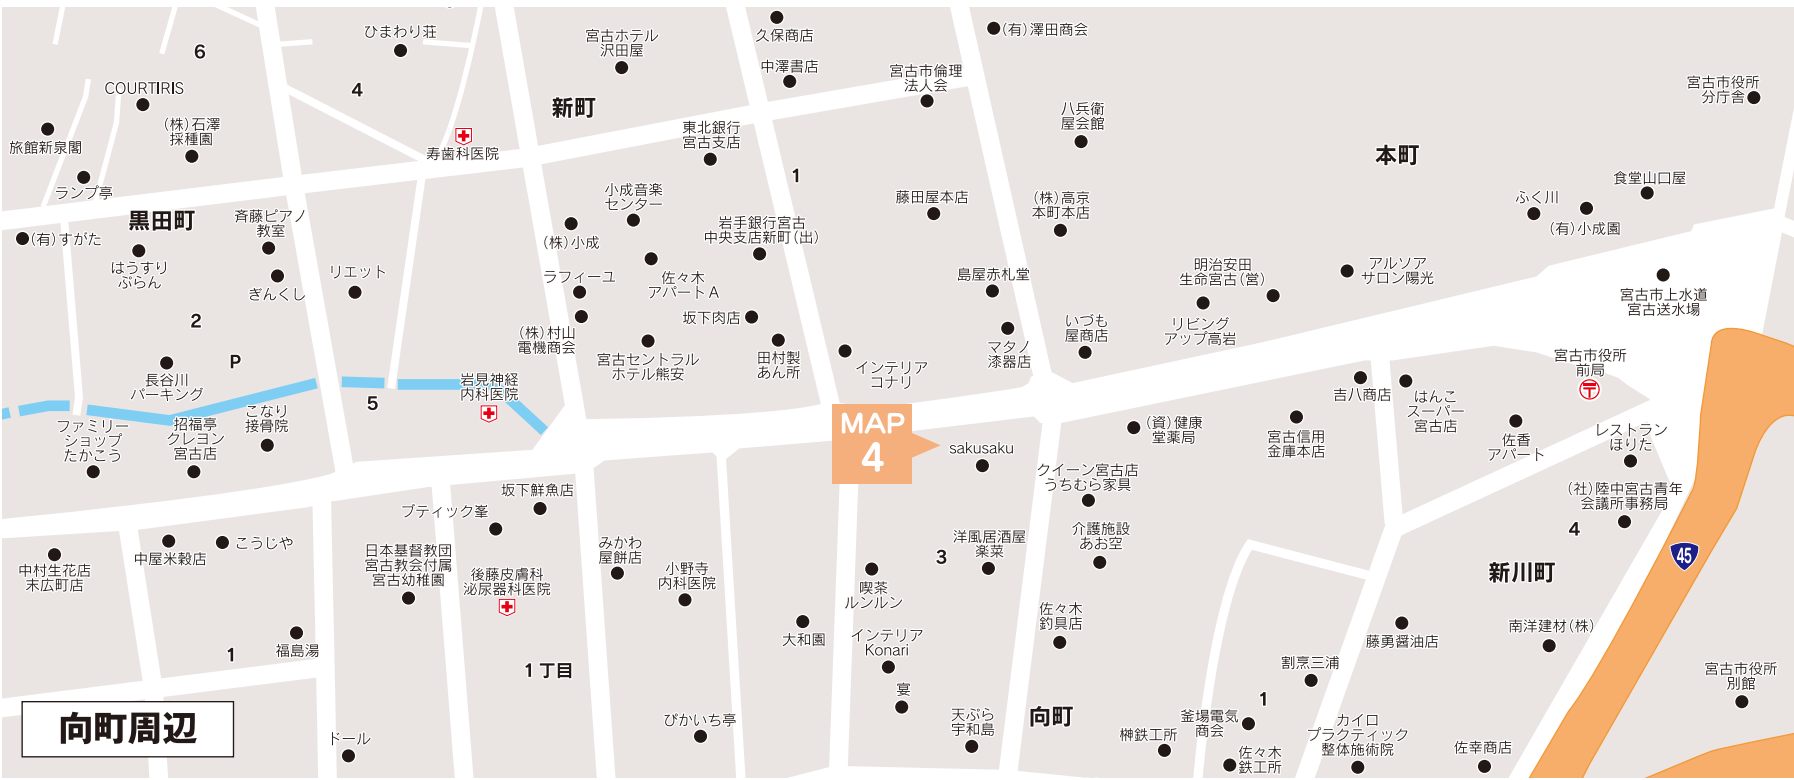 6
ひまわり荘
宮古ホテル
沢田屋
久保商店
中澤書店
(有)澤田商会
宮古市倫理
法人会
宮古市役所
分庁舎
COURTIRIS
4
新町
(株)石澤
採種園
旅館新泉閣
寿歯科医院
東北銀行
宮古支店
八兵衛
屋会館
本町
ランプ亭
黒田町
斉藤ピアノ
教室
小成音楽
センター
1
藤田屋本店
(株)高京
本町本店
食堂山口屋
ふく川
(有)小成園
(有)すがた
はうすり
ぷらん
ぎんくし
リエット
(株)小成
岩手銀行宮古
中央支店新町(出)
ラフィーユ
佐々木
アパートA
島屋赤札堂
明治安田
生命宮古(営)
アルソア
サロン陽光
宮古市上水道
宮古送水場
2
P
(株)村山
電機商会
坂下肉店
宮古セントラル
ホテル熊安
田村製
あん所
インテリア
コナリ
マタノ
漆器店
いづも
屋商店
リビング
アップ高岩
宮古市役所
前局
長谷川
パーキング
5
岩見神経
内科医院
吉八商店
はんこ
スーパー
宮古店
ファミリー
ショップ
たかこう
招福亭
クレヨン
宮古店
こなり
接骨院
MAP
4
sakusaku
(資)健康
堂薬局
宮古信用
金庫本店
佐香
アパート
レストラン
ほりた
クイーン宮古店
うちむら家具
(社)陸中宮古青年
会議所事務局
坂下鮮魚店
ブティック峯
4
45
中村生花店
末広町店
中屋米穀店
こうじや
日本基督教団
宮古教会付属
宮古幼稚園
後藤皮膚科
泌尿器科医院
みかわ
屋餅店
小野寺
内科医院
3
洋風居酒屋
楽菜
介護施設
あお空
新川町
喫茶
ルンルン
佐々木
釣具店
大和園
インテリア
Konari
藤勇醤油店
南洋建材(株)
1
福島湯
1丁目
割烹三浦
宮古市役所
別館
宴
1
向町周辺
ドール
ぴかいち亭
天ぷら
宇和島
向町
榊鉄工所
釜場電気
商会
佐々木
鉄工所
カイロ
プラクティック
整体施術院
佐幸商店